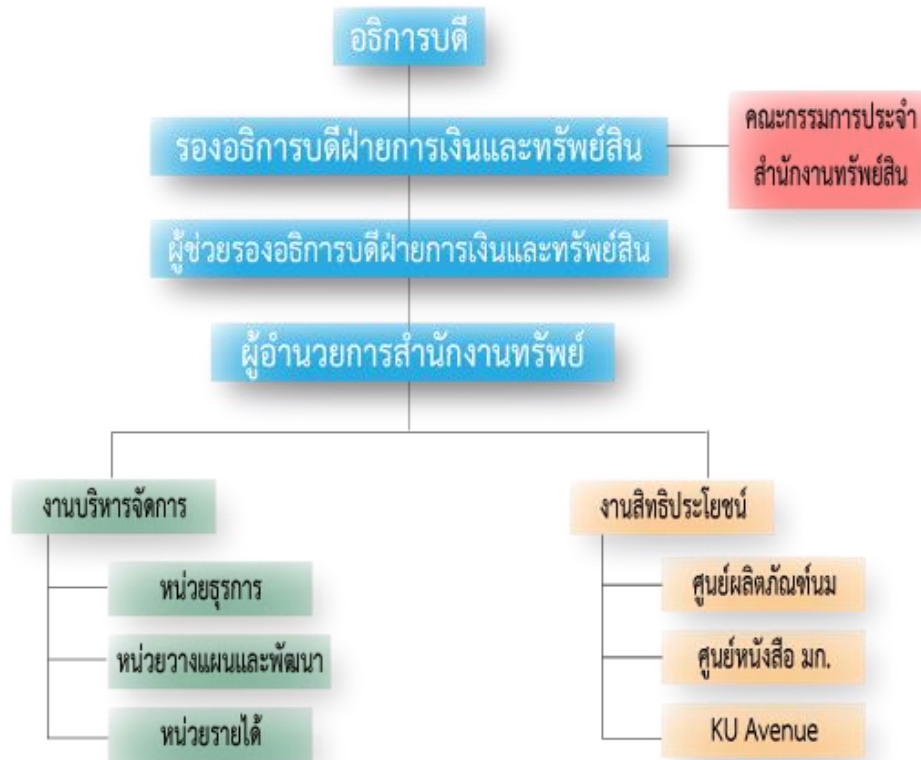 อธิการบดี
รองอธิการบดีฝ่ายการเงินและทรัพย์สิน
คณะกรรมการประจำ
สำนักงานทรัพย์สิน
ผู้ช่วยรองอธิการบดีฝ่ายการเงินและทรัพย์สิน
ผู้อำนวยการสำนักงานทรัพย์
งานบริหารจัดการ
หน่วยธุรการ
หน่วยวางแผนและพัฒนา
หน่วยรายได้
งานสิทธิประโยชน์
ศูนย์ผลิตภัณฑ์นม
ศูนย์หนังสือ มก.
KU Avenue